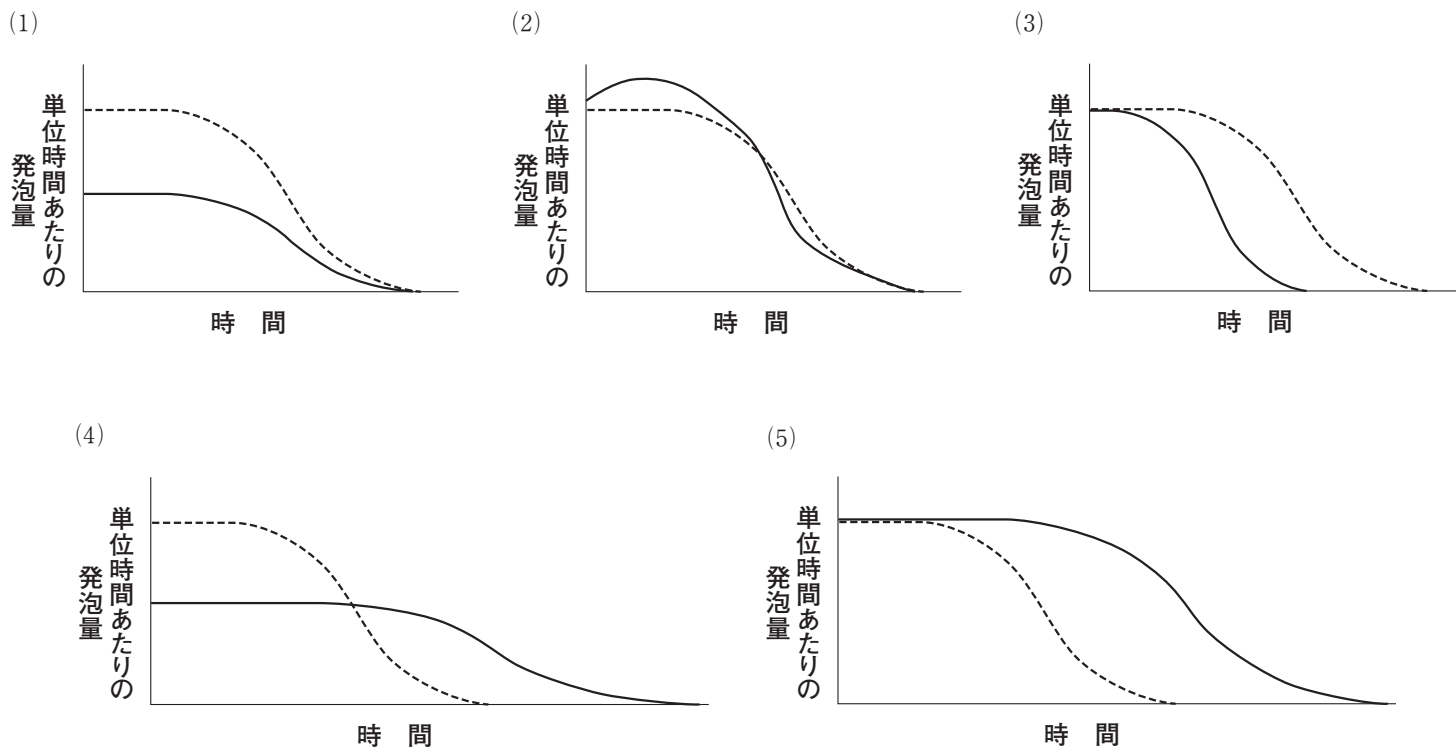 (1)
単位時間あたりの
発泡量
時 間
(2)
単位時間あたりの
発泡量
時 間
(3)
単位時間あたりの
発泡量
時 間
(4)
単位時間あたりの
発泡量
時 間
(5)
単位時間あたりの
発泡量
時 間